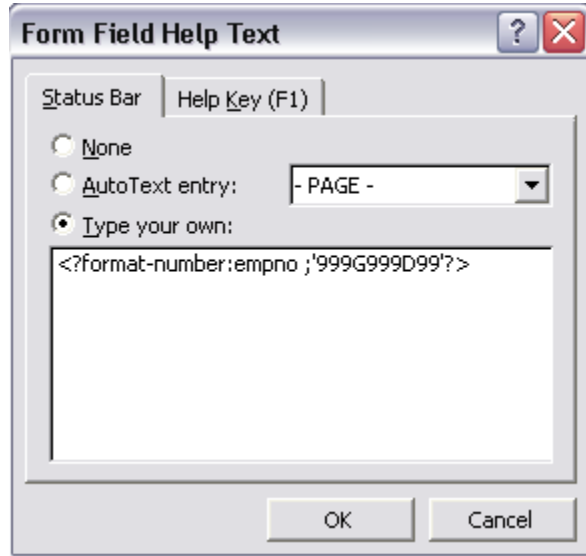 Form Field Help Text
?
Status Bar
Help Key (F1)
None
AutoText entry:
- PAGE -
Type your own:
<?format-number:empno ;'999G999D99'?>
OK
Cancel